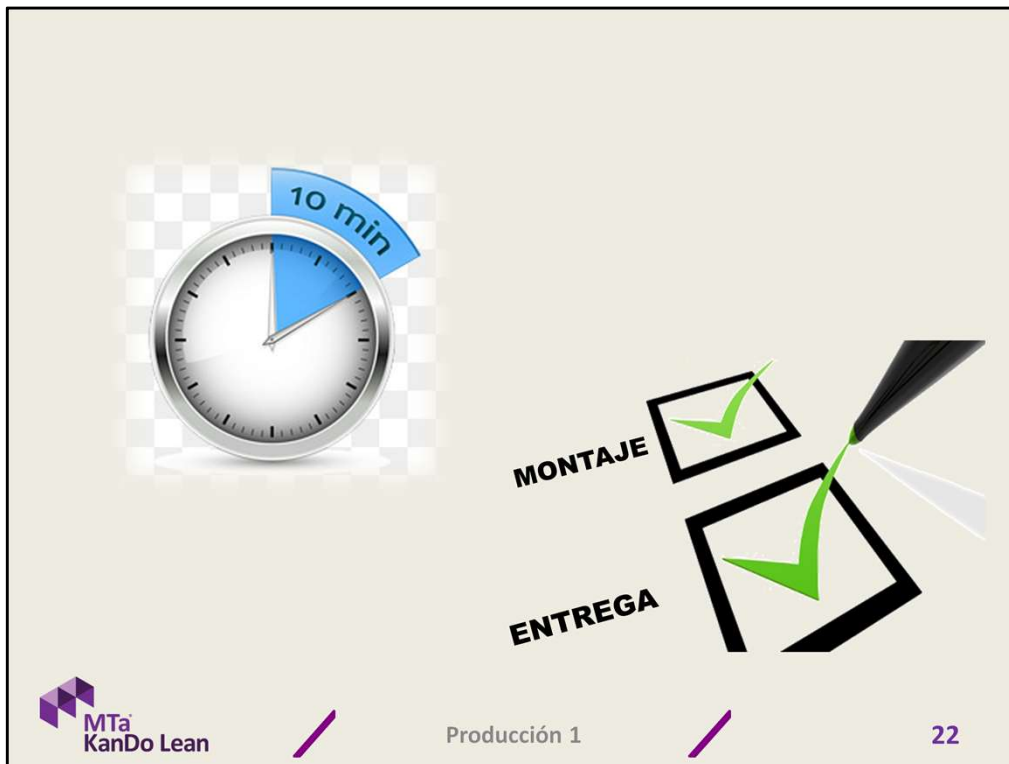 10 min
MONTAJE
ENTREGA
MTa
KanDo Lean
Producción 1
22